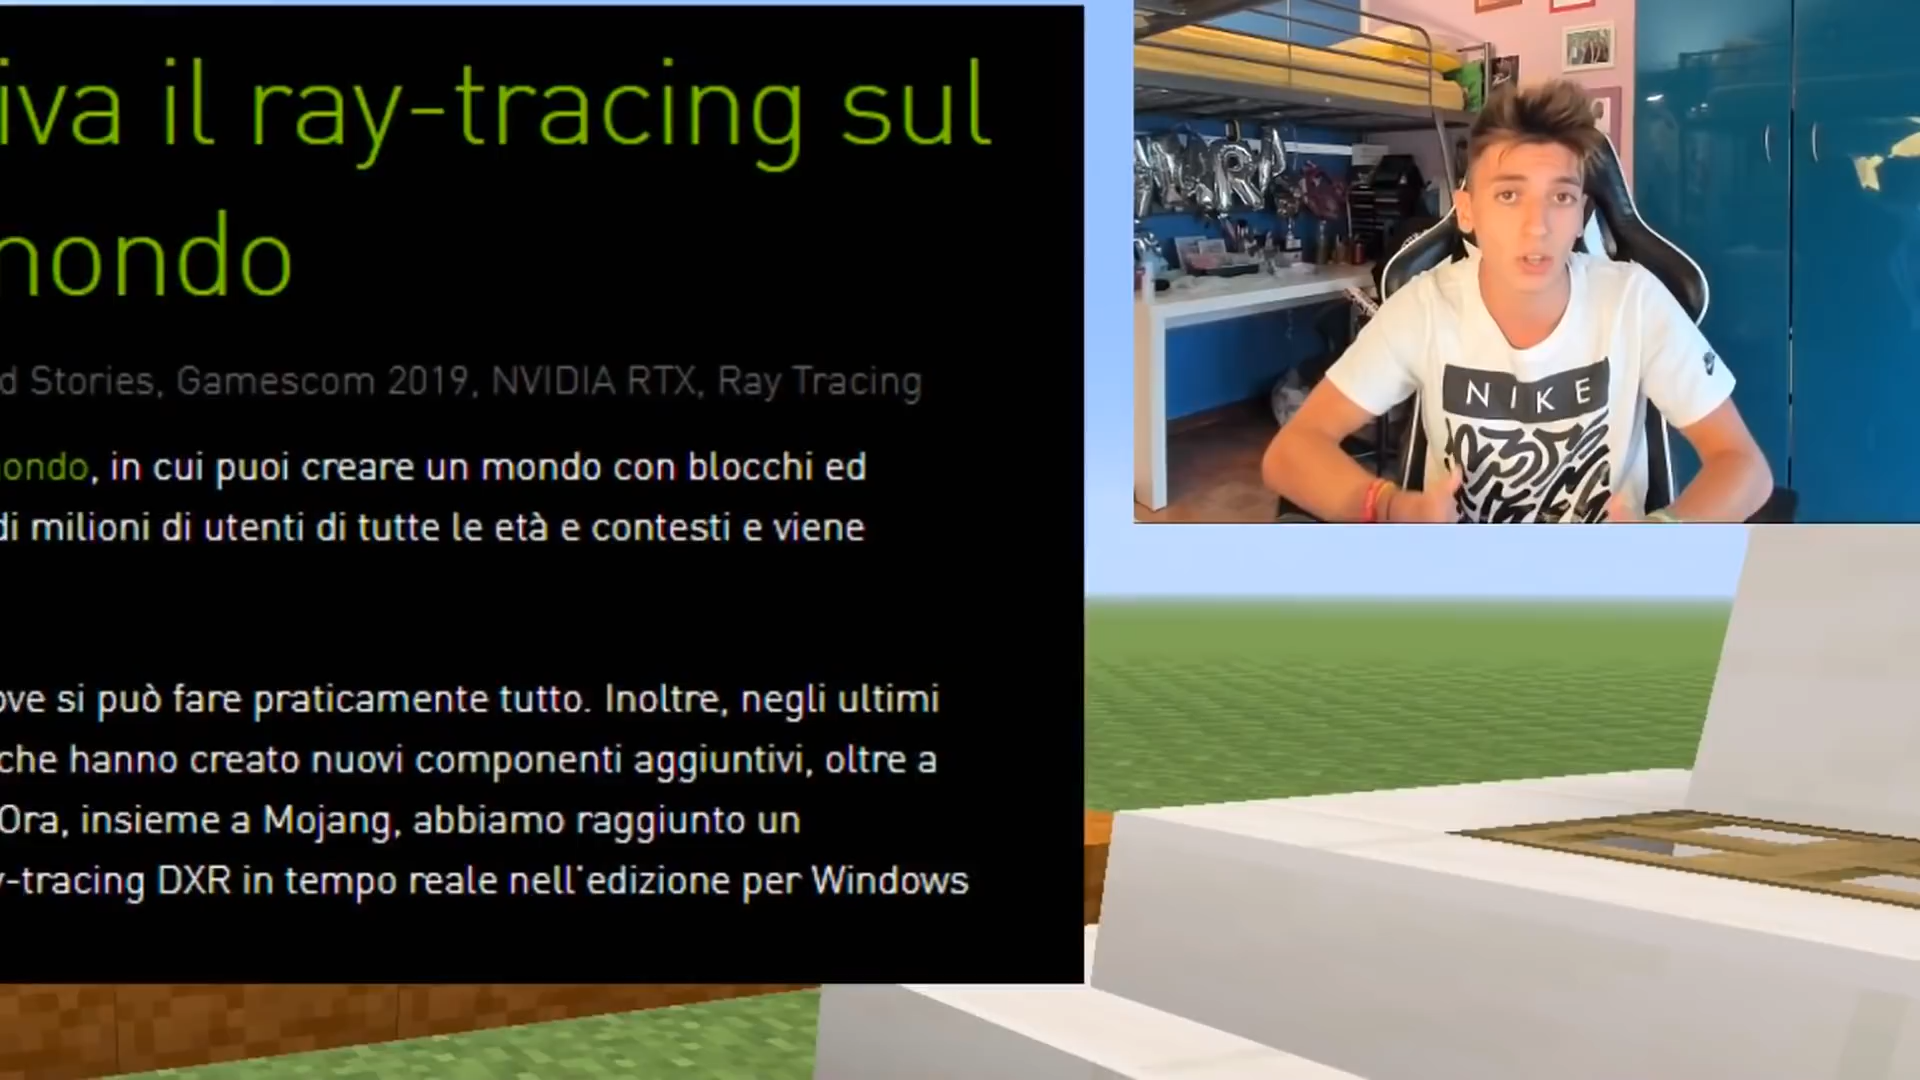 iva il ray-tracing sul
mondo
d Stories, Gamescom 2019, NVIDIA RTX, Ray Tracing
ondo, in cui puoi creare un mondo con blocchi ed
di milioni di utenti di tutte le età e contesti e viene
ove si può fare praticamente tutto. Inoltre, negli ultimi
che hanno creato nuovi componenti aggiuntivi, oltre a
Ora, insieme a Mojang, abbiamo raggiunto un
y-tracing DXR in tempo reale nell'edizione per Windows
NIKE